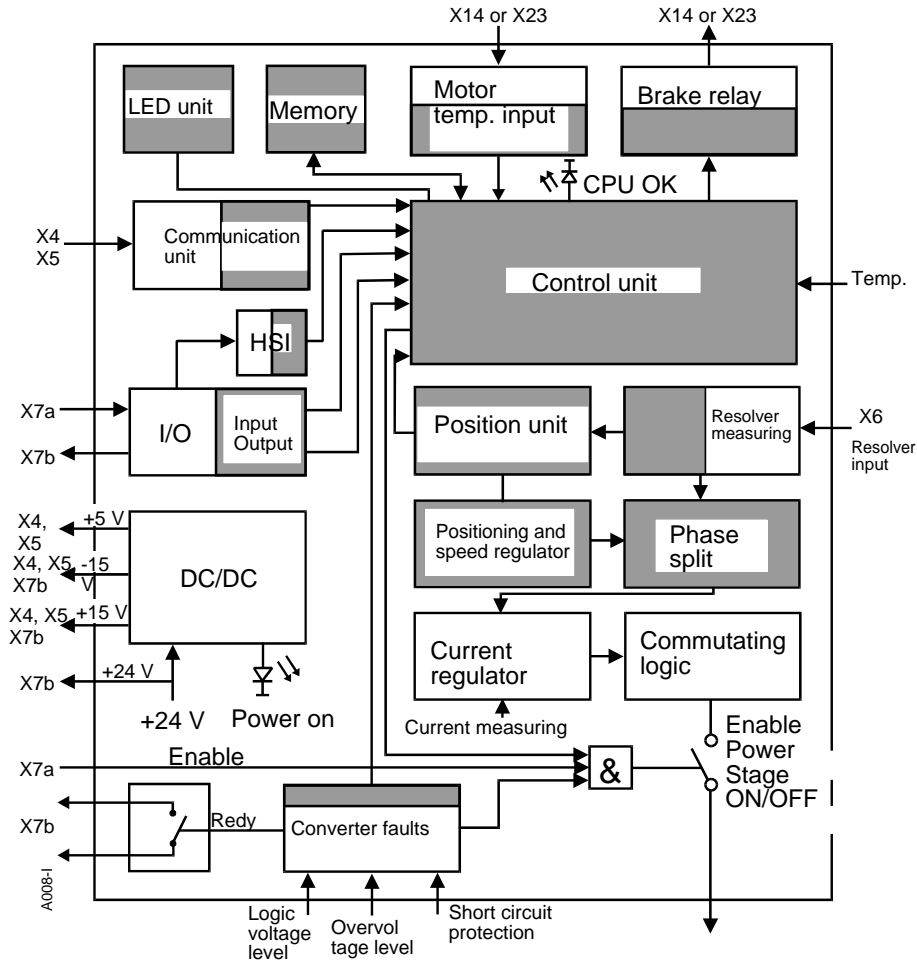 X14 or X23
X14 or X23
LED unit
Memory
Motor
temp. input
Brake relay
CPU OK
X4
X5
Communication
unit
Control unit
Temp.
HSI
X7a
X7b
I/O
Input
Output
Position unit
Resolver
measuring
X6
Resolver
input
X4,
X5
+5 V
X4, X5,
X7b
-15
V
X4, X5,
X7b
+15 V
DC/DC
Positioning and
speed regulator
Phase
split
X7b
+24 V
+24 V
Power on
Current
regulator
Commutating
logic
Current measuring
Enable
Power
Stage
ON/OFF
X7a
Enable
&
X7b
Redy
Converter faults
A008-I
Logic
voltage
level
Overvol
tage level
Short circuit
protection